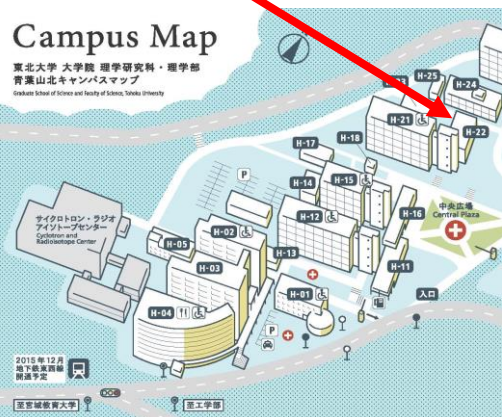 Campus Map
東北大学 大学院 理学研究科・理学部
青葉山北キャンパスマップ
Graduate School of Science and Faculty of Science, Tohoku University
H-25
H-24
H-23
H-21
H-22
H-18
H-17
P
H-15
H-14
中央広場
Central Plaza
H-16
H-12
サイクロトロン・ラジオ
アイソトープセンター
Cyclotron and
Radioisotope Center
H-02
H-05
H-13
H-03
H-11
H-01
入口
H-04
P
2015年12月
地下鉄東西線
開通予定
至宮城教育大学
至工学部